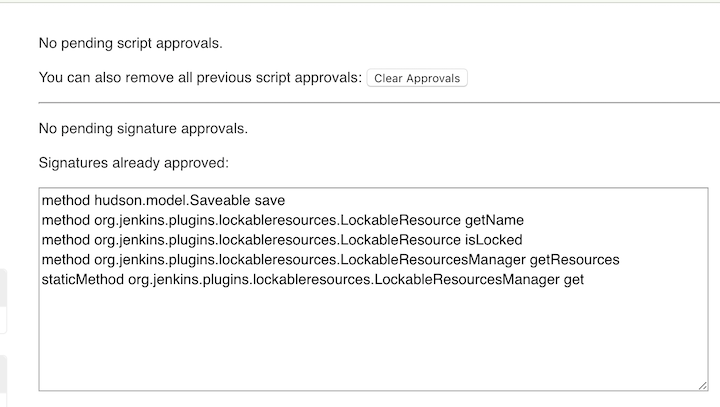 No pending script approvals.
You can also remove all previous script approvals: Clear Approvals
No pending signature approvals.
Signatures already approved:
method hudson.model.Saveable save
method org.jenkins.plugins.lockableresources.LockableResource getName
method org.jenkins.plugins.lockableresources.LockableResource isLocked
method org.jenkins.plugins.lockableresources.LockableResourcesManager getResources
staticMethod org.jenkins.plugins.lockableresources.LockableResourcesManager get